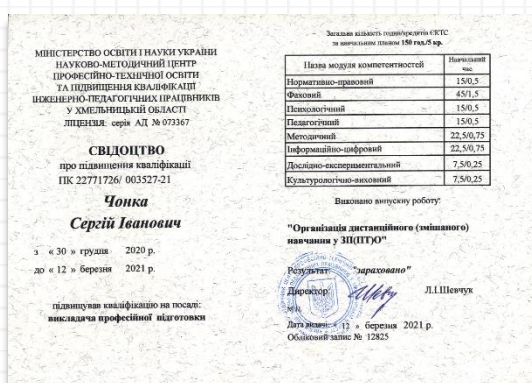 МІНІСТЕРСТВО ОСВІТИ І НАУКИ УКРАЇНИ
НАУКОВО-МЕТОДИЧНИЙ ЦЕНТР
ПРОФЕСІЙНО-ТЕХНІЧНОЇ ОСВІТИ
ТА ПІДВИЩЕННЯ КВАЛІФІКАЦІЇ
ІНЖЕНЕРНО-ПЕДАГОГІЧНИХ ПРАЦІВНИКІВ
У ХМЕЛЬНИЦЬКІЙ ОБЛАСТІ
ЛІЦЕНЗІЯ: серія АД № 073367
СВІДОЦТВО
про підвищення кваліфікації
ПК 22771726/ 003527-21
Чонка
Сергій Іванович
з « 30 » грудня 2020 р.
до « 12 » березня 2021 р.
підвищував кваліфікацію на посаді:
викладача професійної підготовки
Загальна кількість годин/кредитів ЄКТС
за навчальним планом 150 год./5 кр.
Назва модуля компетентностей Навчальний час
Нормативно-правовий 15/0,5
Фаховий 45/1,5
Психологічний 15/0,5
Педагогічний 15/0,5
Методичний 22,5/0,75
Інформаційно-цифровий 22,5/0,75
Дослідно-експериментальний 7,5/0,25
Культурологічно-виховний 7,5/0,25
Виконано випускну роботу:
"Організація дистанційного (змішаного)
навчання у ЗП(ПТ)О"
Результат: "зараховано"
Директор: Л.І.Шевчук
М.П.
Дата видачі: « 12 » березня 2021 р.
Обліковий запис № 12825